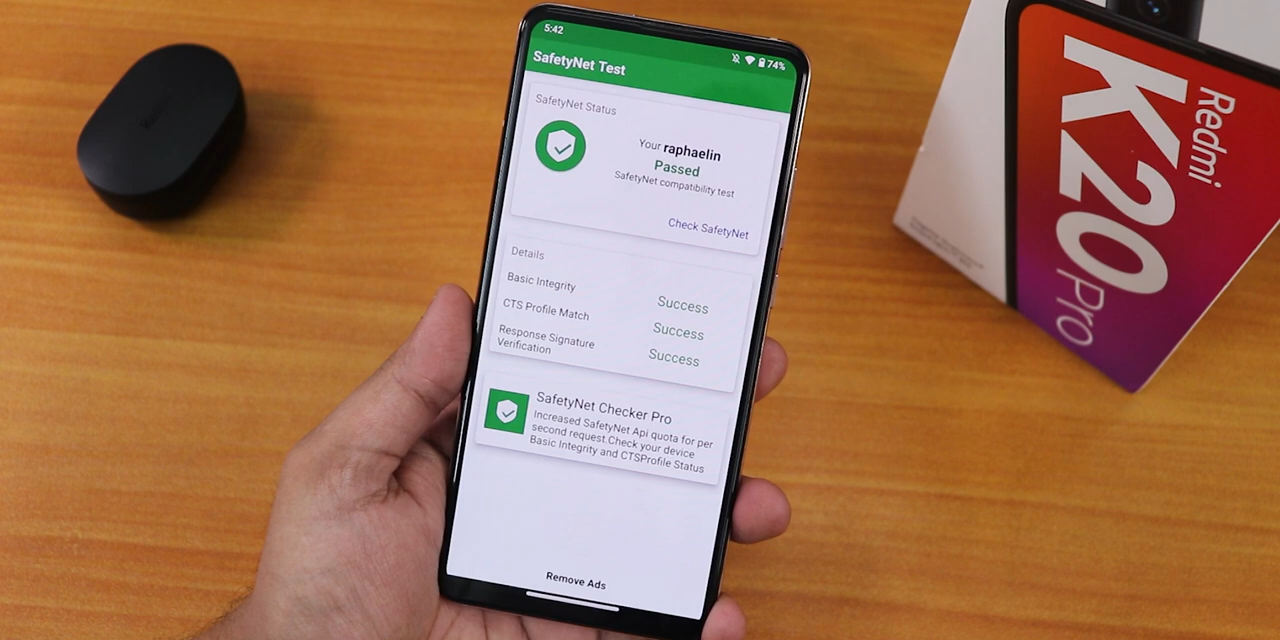 5:42
74%
SafetyNet Test
SafetyNet Status
Your raphaelin
Passed
SafetyNet compatibility test
Check SafetyNet
Details
Basic Integrity Success
CTS Profile Match Success
Response Signature
Verification Success
SafetyNet Checker Pro
Increased SafetyNet Api quota for per
second request.Check your device
Basic Integrity and CTSProfile Status
Remove Ads
Redmi
K20 Pro